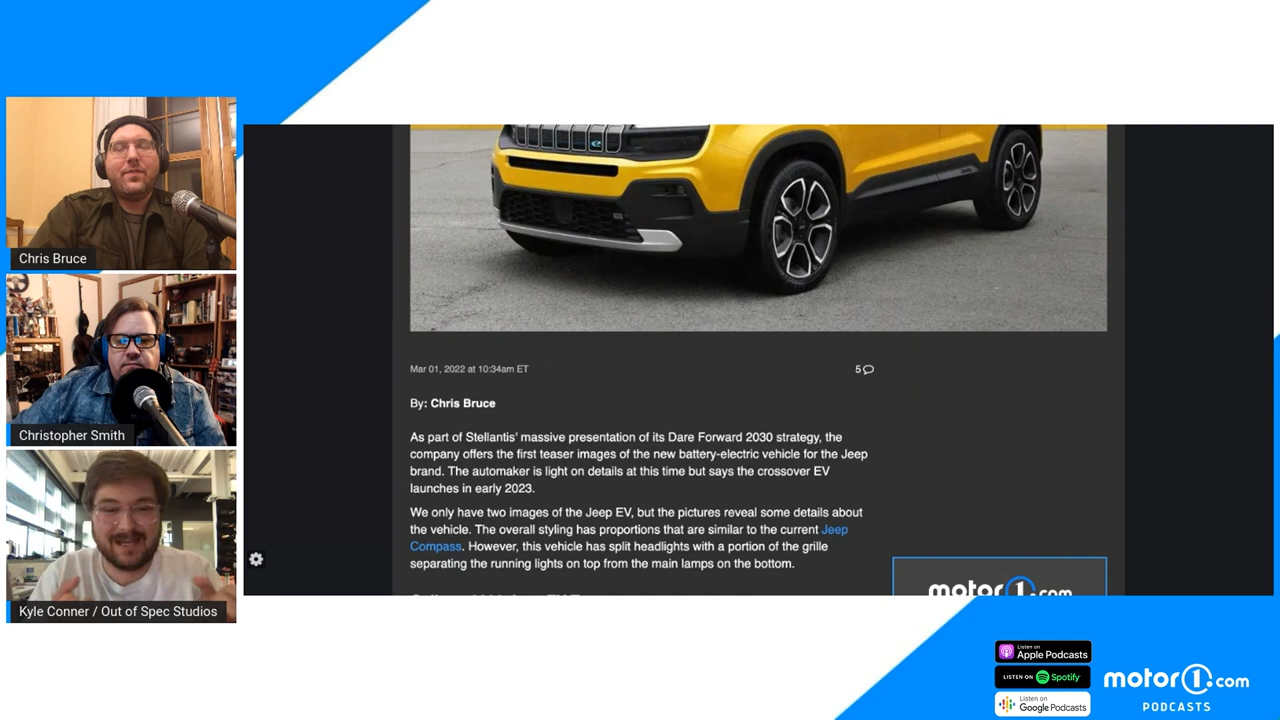 Chris Bruce
Christopher Smith
Kyle Conner / Out of Spec Studios
Mar 01, 2022 at 10:34am ET
5
By: Chris Bruce
As part of Stellantis' massive presentation of its Dare Forward 2030 strategy, the
company offers the first teaser images of the new battery-electric vehicle for the Jeep
brand. The automaker is light on details at this time but says the crossover EV
launches in early 2023.
We only have two images of the Jeep EV, but the pictures reveal some details about
the vehicle. The overall styling has proportions that are similar to the current Jeep
Compass. However, this vehicle has split headlights with a portion of the grille
separating the running lights on top from the main lamps on the bottom.
motor1.com
Listen on
Apple Podcasts
LISTEN ON Spotify
Listen on
Google Podcasts
motor1.com
PODCASTS